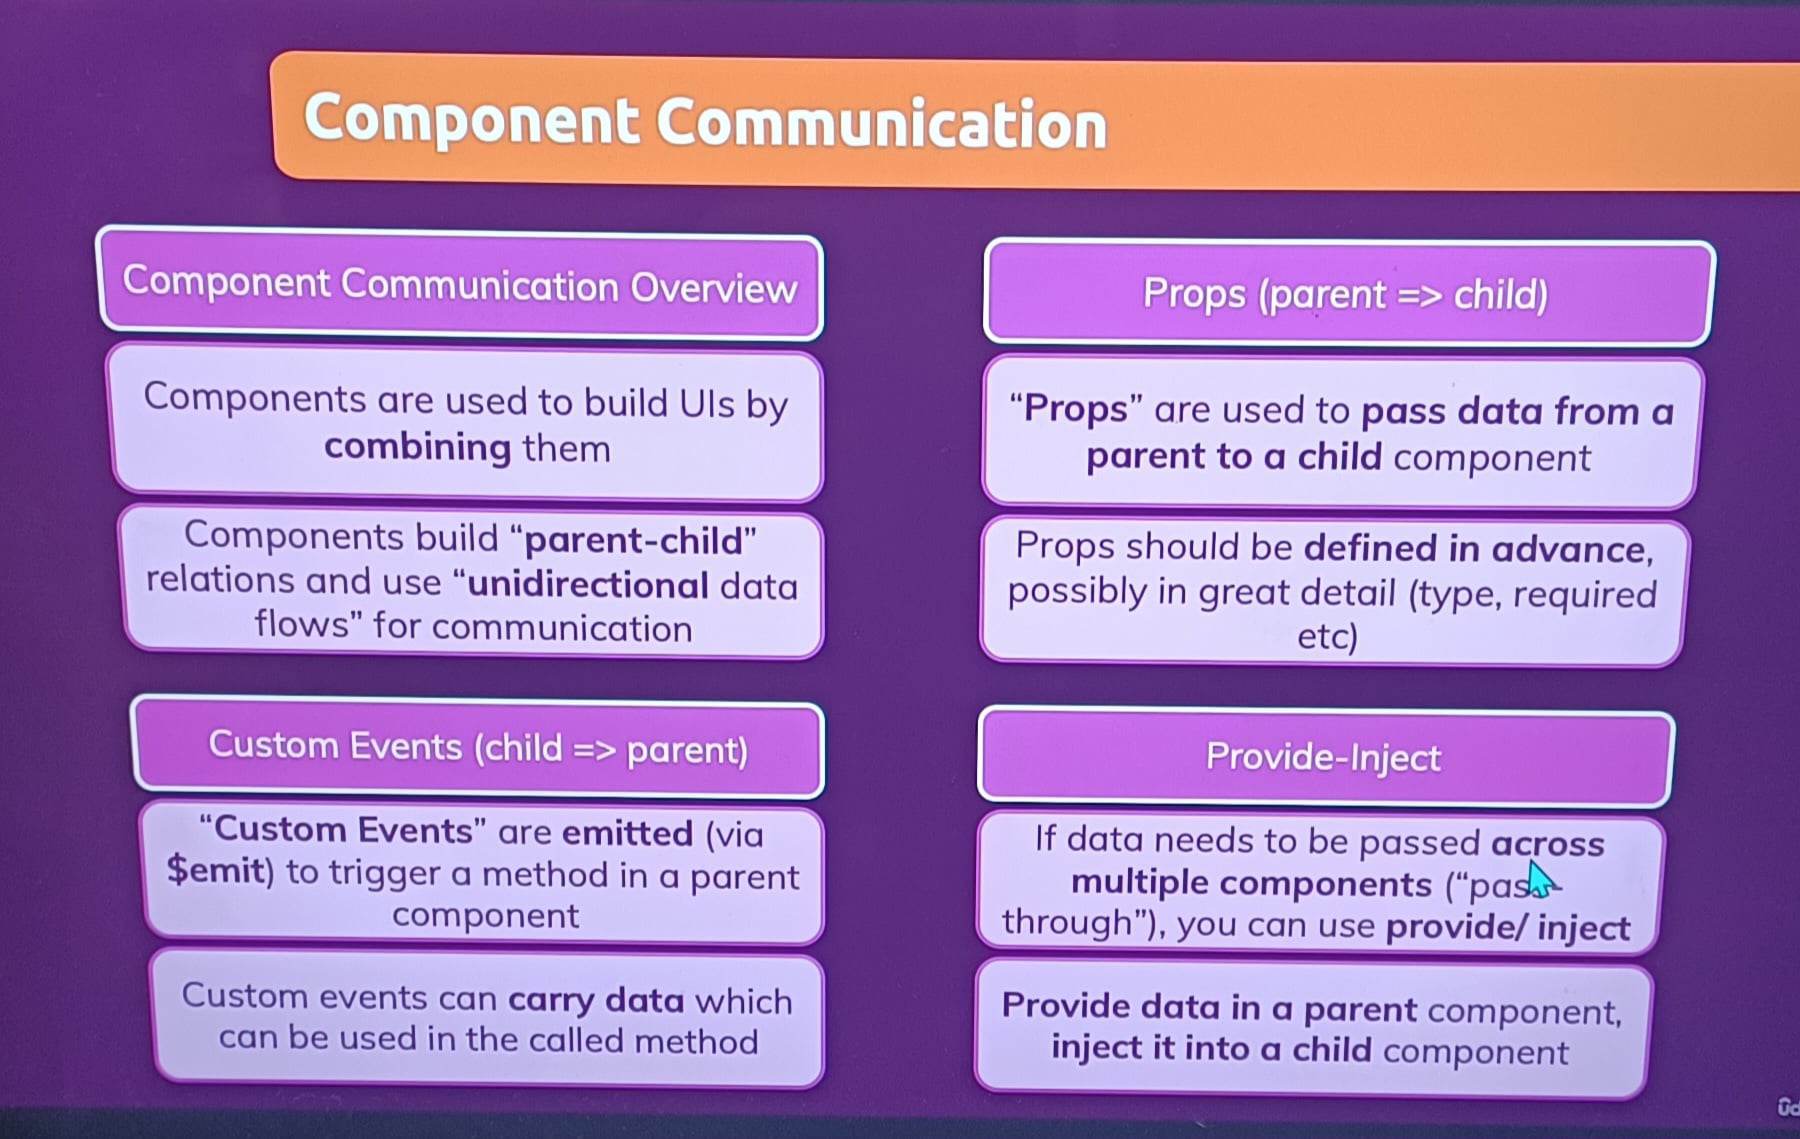 Component Communication
Component Communication Overview
Components are used to build UIs by
combining them
Components build “parent-child”
relations and use “unidirectional data
flows” for communication
Props (parent => child)
“Props” are used to pass data from a
parent to a child component
Props should be defined in advance,
possibly in great detail (type, required
etc)
Custom Events (child => parent)
“Custom Events” are emitted (via
$emit) to trigger a method in a parent
component
Custom events can carry data which
can be used in the called method
Provide-Inject
If data needs to be passed across
multiple components (“pass-
through”), you can use provide/ inject
Provide data in a parent component,
inject it into a child component